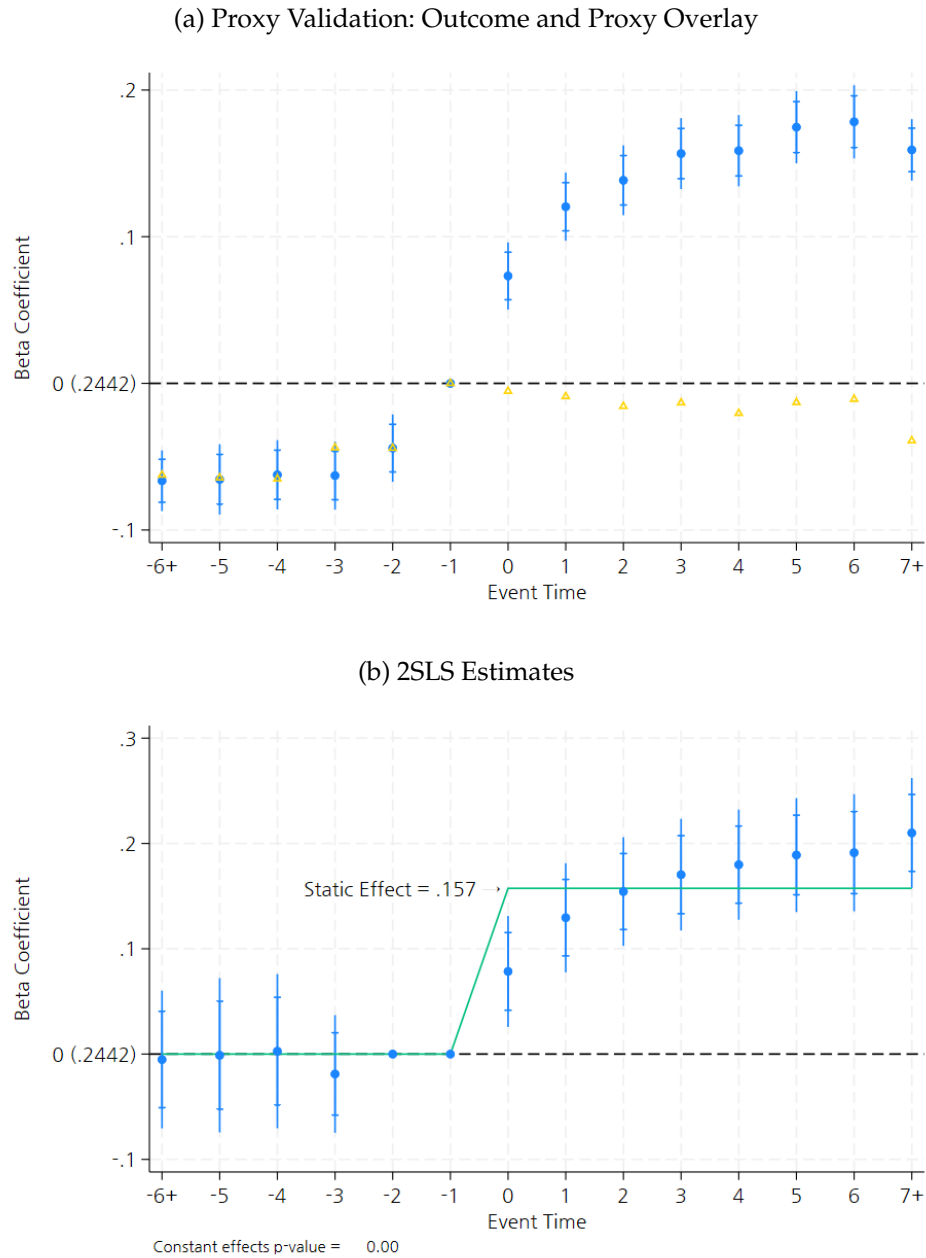 (a) Proxy Validation: Outcome and Proxy Overlay
Beta Coefficient
.2
.1
0 (.2442)
-.1
-6+ -5 -4 -3 -2 -1 0 1 2 3 4 5 6 7+
Event Time
(b) 2SLS Estimates
Beta Coefficient
.3
.2
Static Effect = .157
.1
0 (.2442)
-.1
-6+ -5 -4 -3 -2 -1 0 1 2 3 4 5 6 7+
Event Time
Constant effects p-value = 0.00